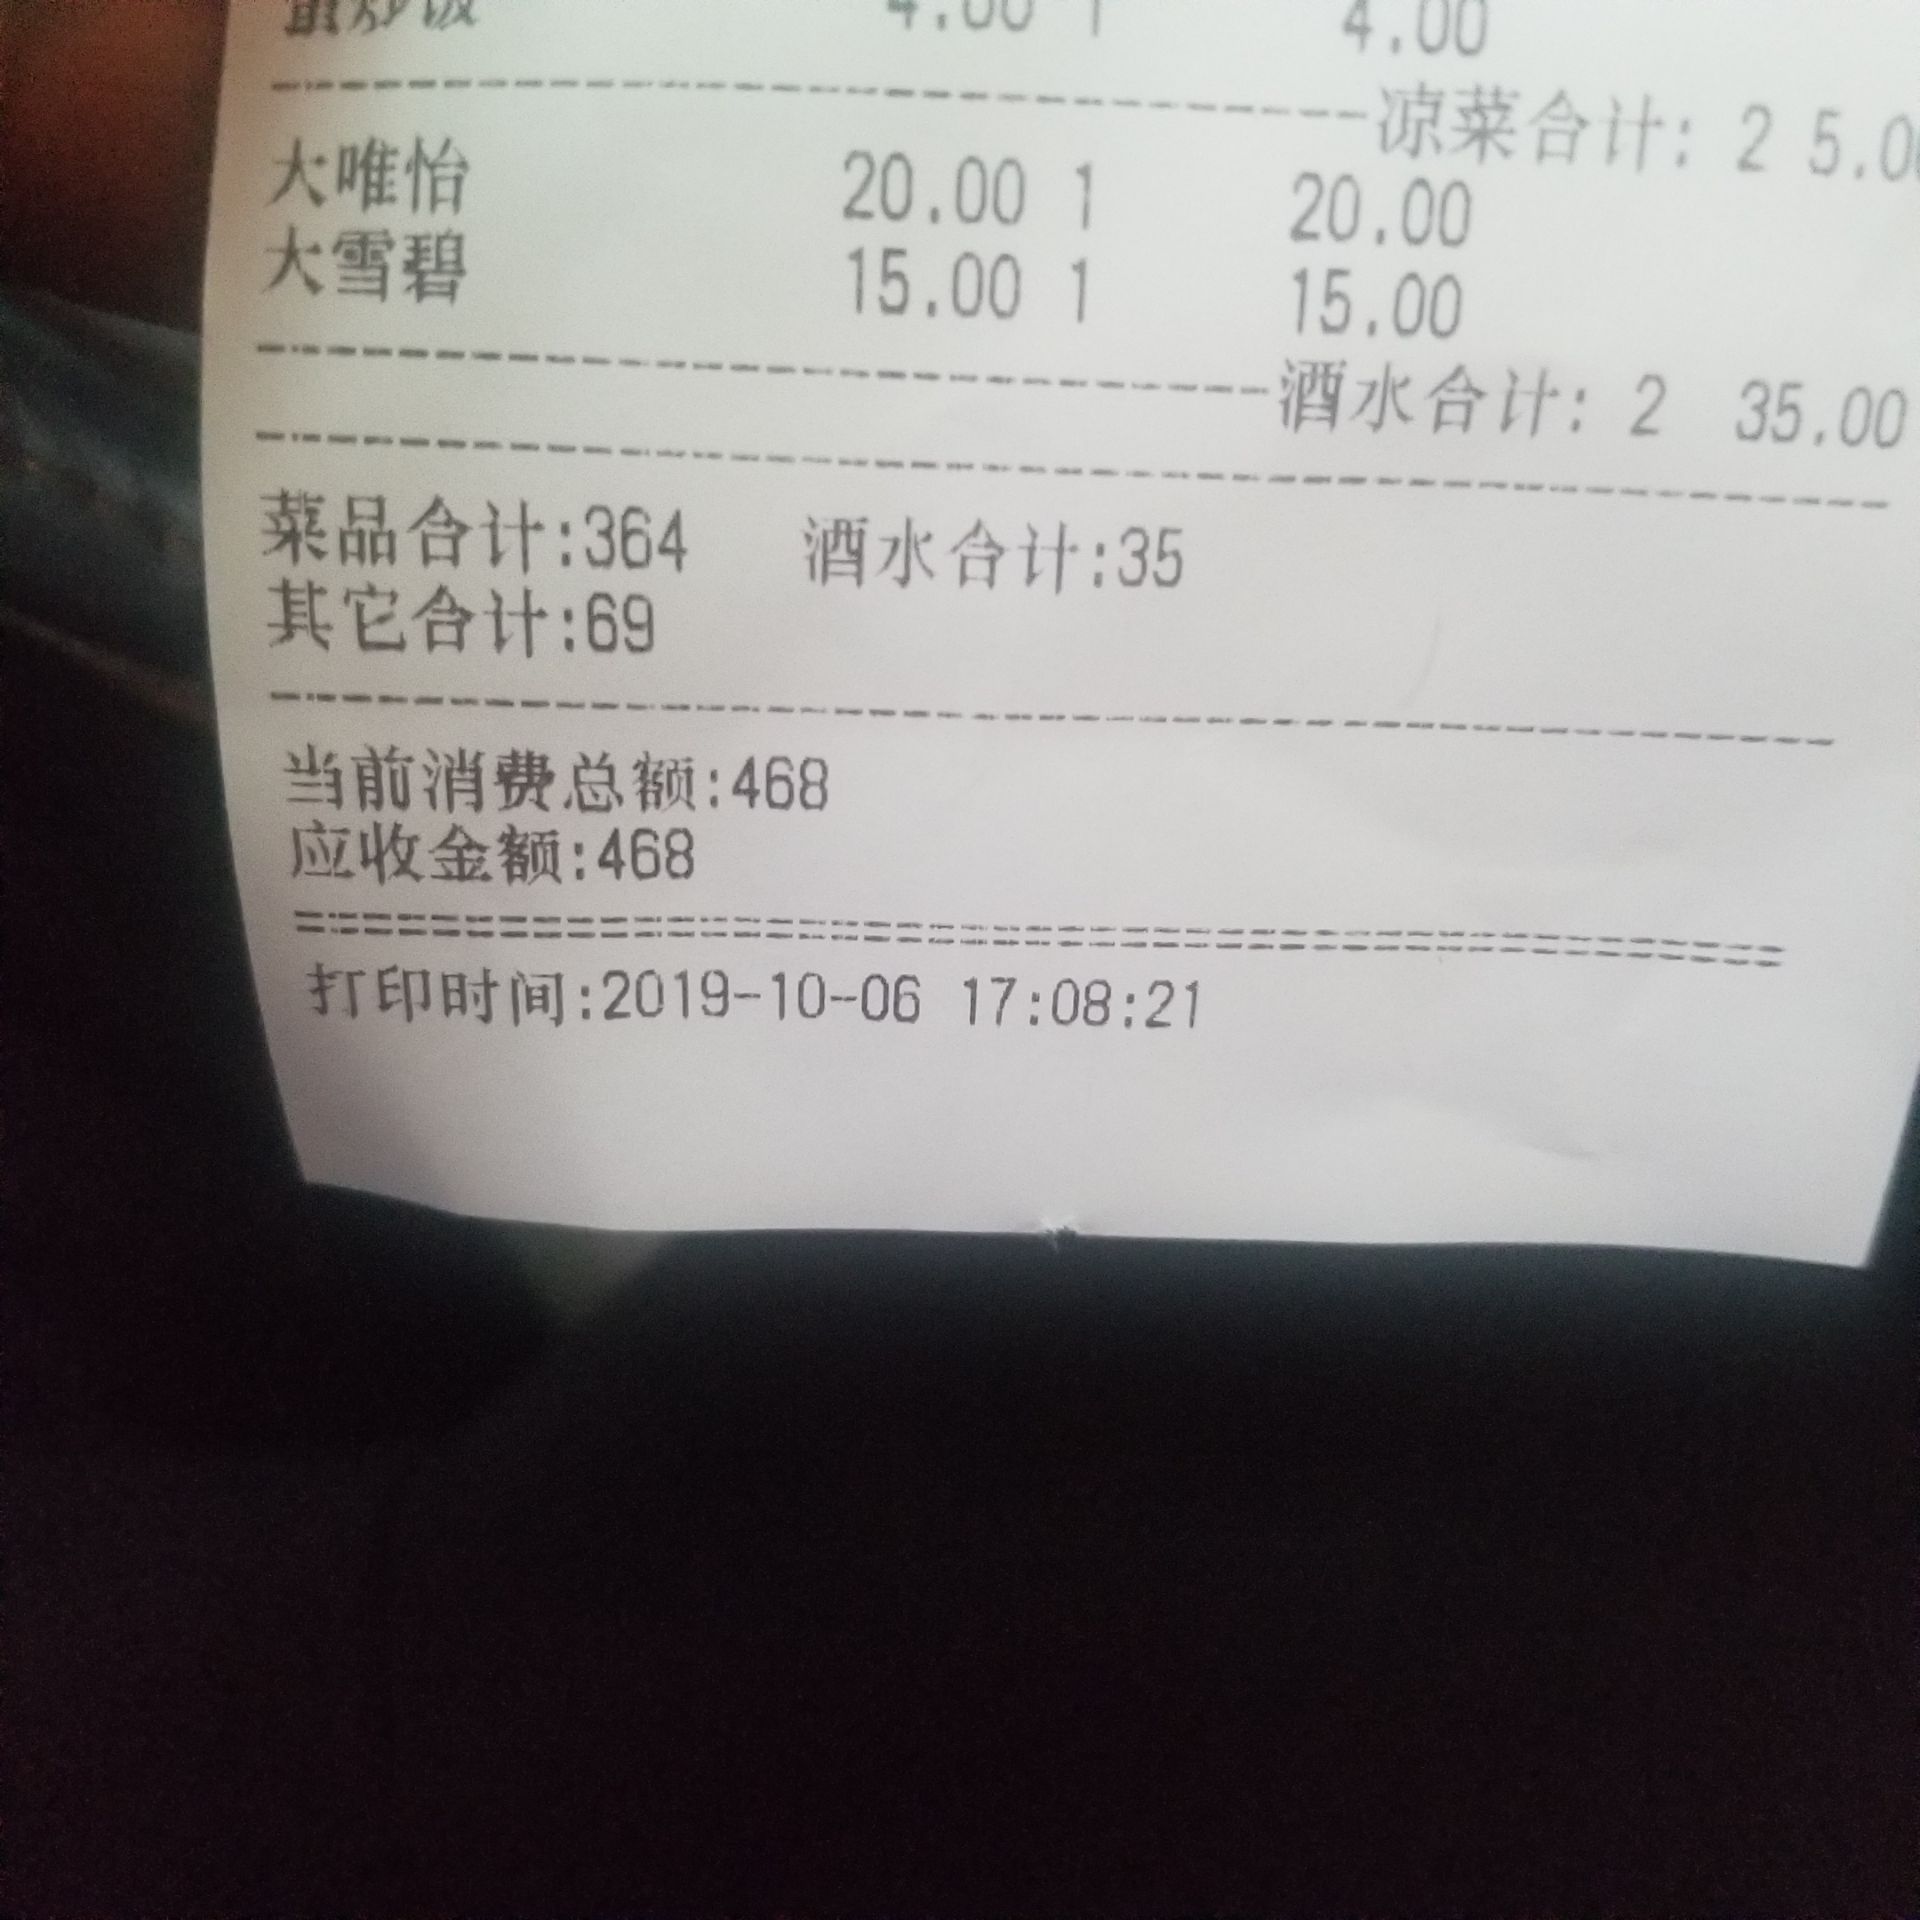 4.00 1 4.00
凉菜合计: 2 5.0
大唯怡 20.00 1 20.00
大雪碧 15.00 1 15.00
酒水合计: 2 35.00
菜品合计:364 酒水合计:35
其它合计:69
当前消费总额:468
应收金额:468
打印时间:2019-10-06 17:08:21